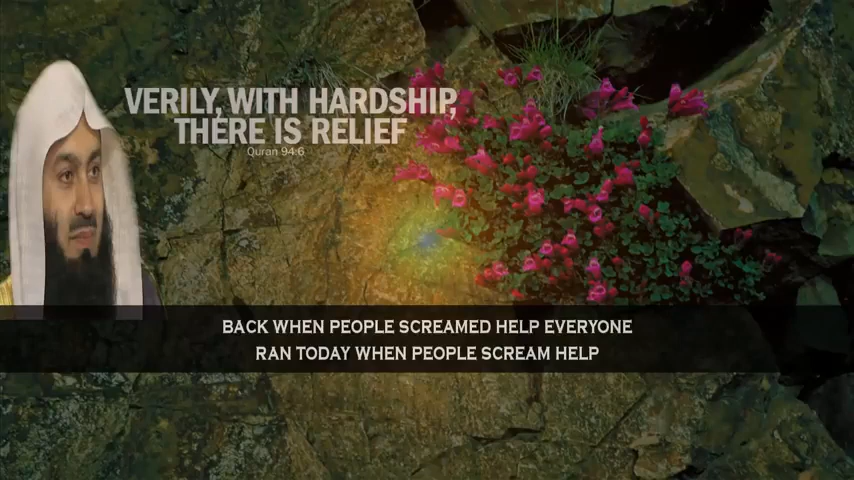 VERILY, WITH HARDSHIP,
THERE IS RELIEF
Quran 94:6
BACK WHEN PEOPLE SCREAMED HELP EVERYONE
RAN TODAY WHEN PEOPLE SCREAM HELP